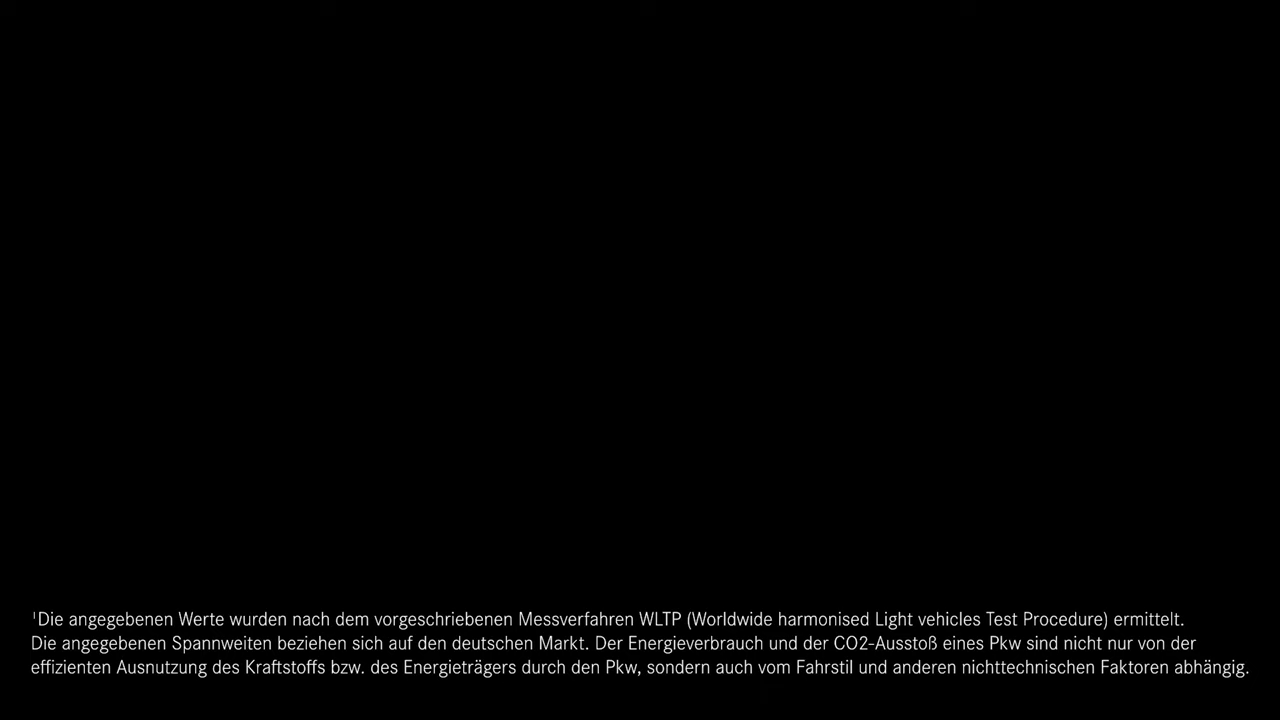 ¹Die angegebenen Werte wurden nach dem vorgeschriebenen Messverfahren WLTP (Worldwide harmonised Light vehicles Test Procedure) ermittelt.
Die angegebenen Spannweiten beziehen sich auf den deutschen Markt. Der Energieverbrauch und der CO2-Ausstoß eines Pkw sind nicht nur von der
effizienten Ausnutzung des Kraftstoffs bzw. des Energieträgers durch den Pkw, sondern auch vom Fahrstil und anderen nichttechnischen Faktoren abhängig.